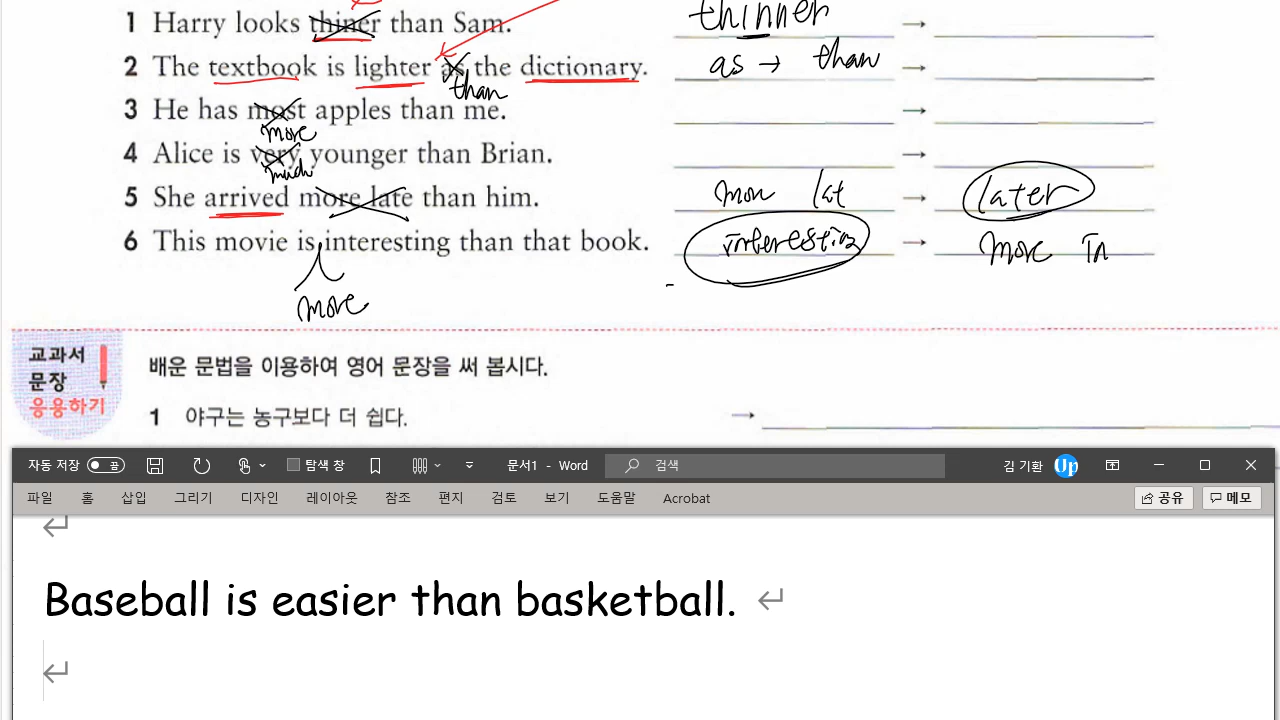 1 Harry looks thiner than Sam. thinner →
2 The textbook is lighter as the dictionary. as → than →
than
3 He has most apples than me. →
more
4 Alice is very younger than Brian. →
much
5 She arrived more late than him. mor lat → later
6 This movie is interesting than that book. interesting → more in
more
교과서
문장
응용하기
배운 문법을 이용하여 영어 문장을 써 봅시다.
1 야구는 농구보다 더 쉽다. →
자동 저장 끔 탐색 창 문서1 - Word 검색 김 기환 Up
파일 홈 삽입 그리기 디자인 레이아웃 참조 편지 검토 보기 도움말 Acrobat 공유 메모
Baseball is easier than basketball.